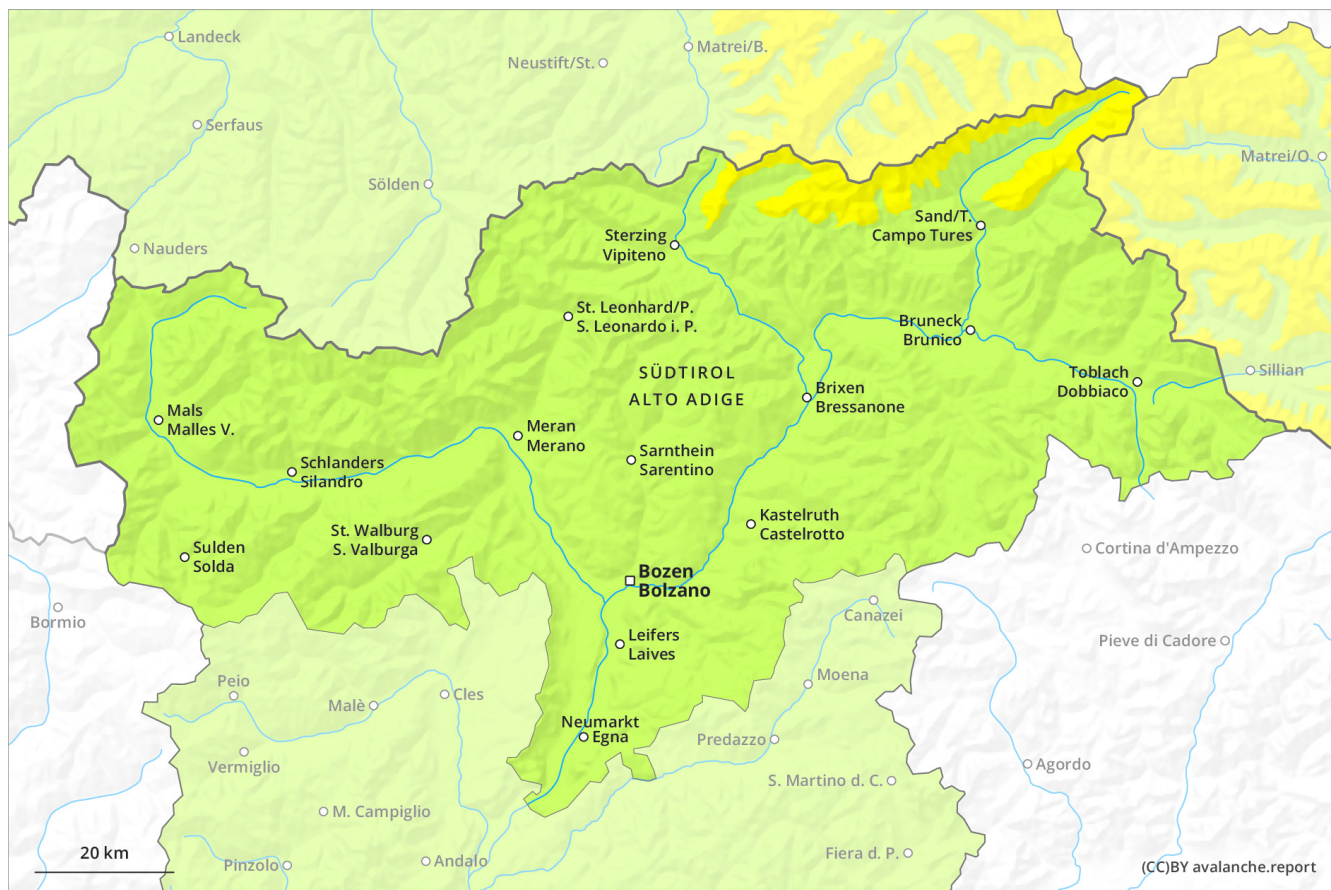 Landeck
Matrei/B.
Neustift/St.
Serfaus
Matrei/O.
Sölden
Sand/T.
Campo Tures
Sterzing
Vipiteno
Nauders
St. Leonhard/P.
S. Leonardo i. P.
Bruneck
Brunico
SÜDTIROL
ALTO ADIGE
Toblach
Dobbiaco
Sillian
Brixen
Bressanone
Mals
Malles V.
Meran
Merano
Sarnthein
Sarentino
Schlanders
Silandro
Kastelruth
Castelrotto
St. Walburg
S. Valburga
Sulden
Solda
Cortina d'Ampezzo
Bozen
Bolzano
Bormio
Canazei
Leifers
Laives
Pieve di Cadore
Peio
Moena
Malè
Cles
Neumarkt
Egna
Predazzo
Vermiglio
Agordo
S. Martino d. C.
M. Campiglio
20 km
Pinzolo
Andalo
Fiera d. P.
(CC)BY avalanche.report